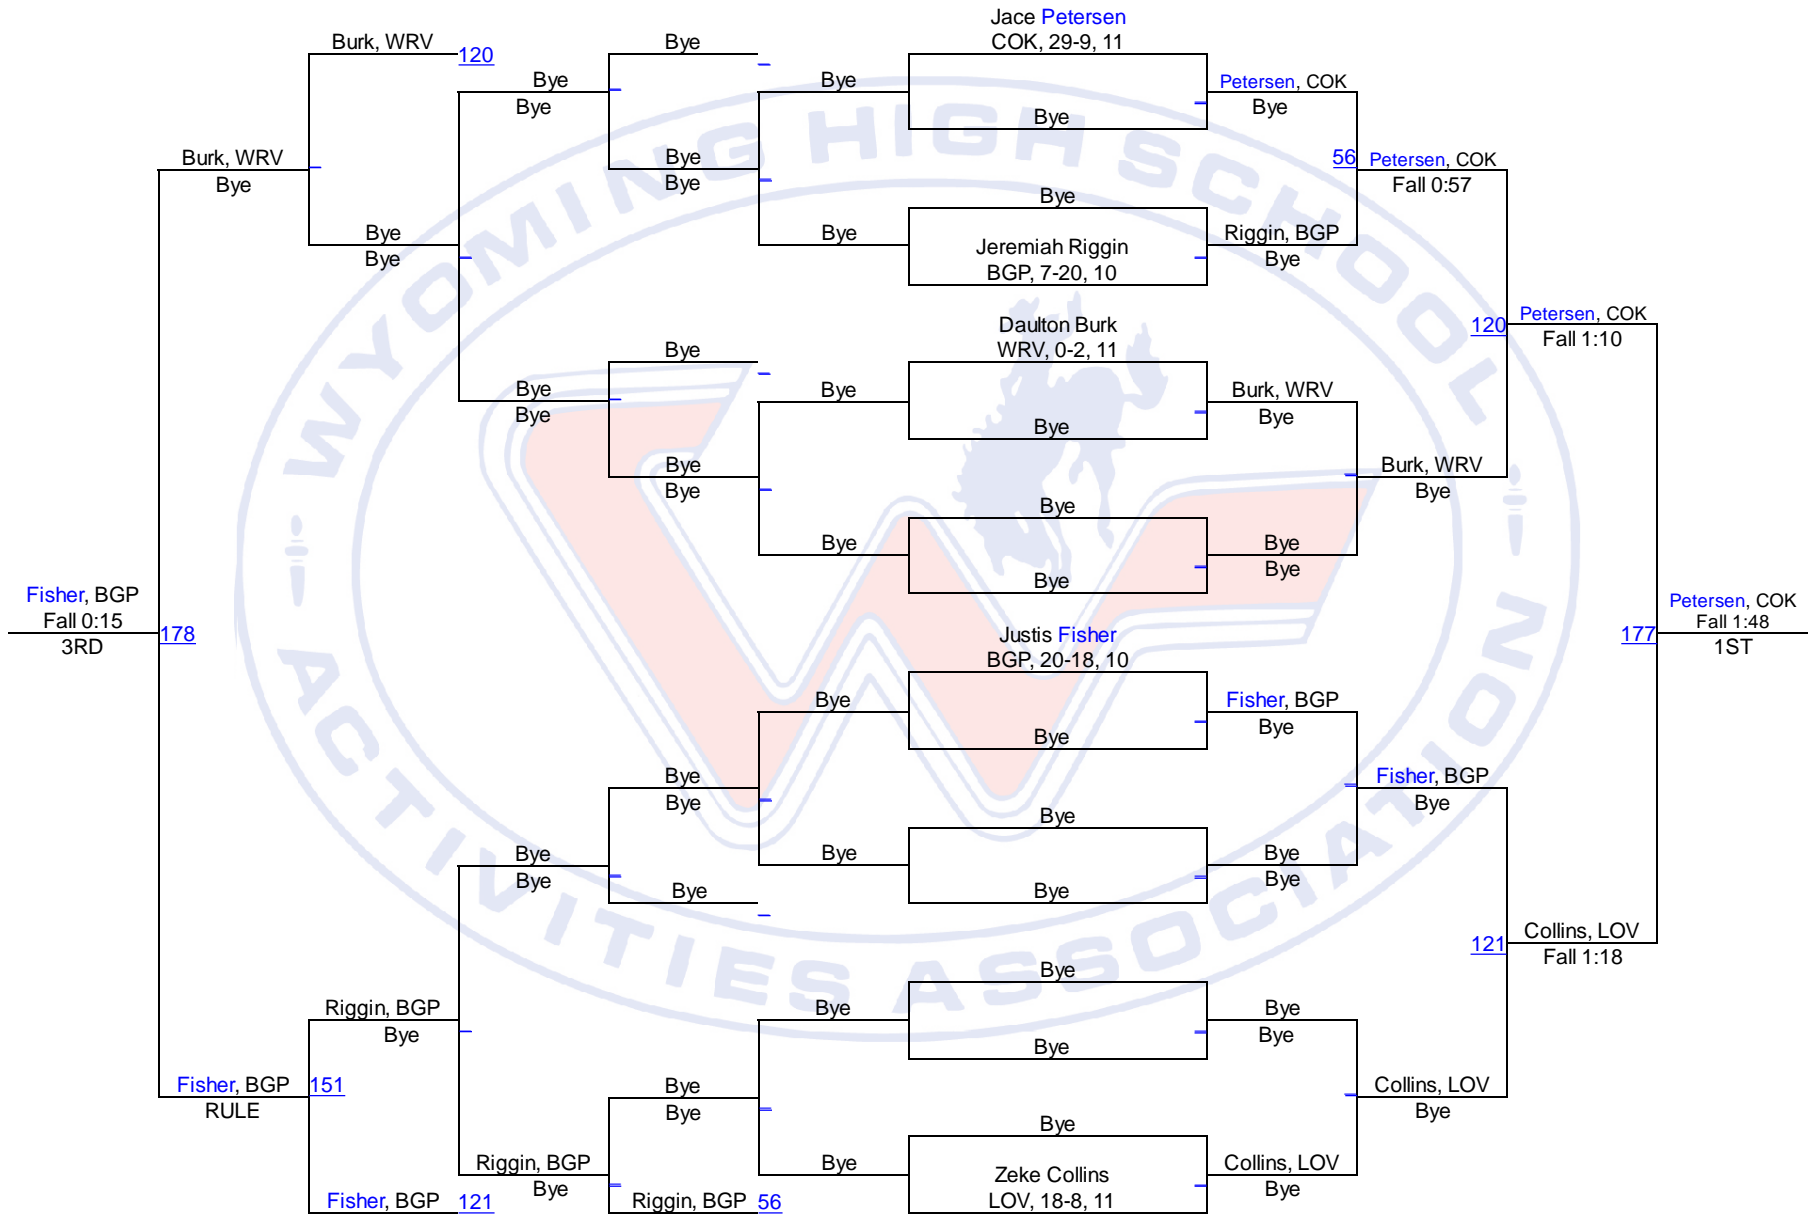 Jace Petersen
COK, 29-9, 11
Burk, WRV
120
Bye
Bye
Bye
Bye
Petersen, COK
Bye
Bye
Burk, WRV
Bye
Bye
Bye
56
Petersen, COK
Fall 0:57
Bye
Bye
Bye
Bye
Jeremiah Riggin
BGP, 7-20, 10
Riggin, BGP
Bye
Daulton Burk
WRV, 0-2, 11
120
Petersen, COK
Fall 1:10
Bye
Bye
Bye
Bye
Burk, WRV
Bye
Bye
Bye
Bye
Burk, WRV
Bye
Bye
Bye
Bye
Bye
Bye
Fisher, BGP
Fall 0:15
3RD
178
Justis Fisher
BGP, 20-18, 10
177
Petersen, COK
Fall 1:48
1ST
Bye
Bye
Fisher, BGP
Bye
Bye
Bye
Fisher, BGP
Bye
Bye
Bye
Bye
Bye
Bye
Bye
Bye
Bye
121
Collins, LOV
Fall 1:18
Riggin, BGP
Bye
Bye
Bye
Bye
Bye
Bye
Fisher, BGP
RULE
151
Bye
Bye
Collins, LOV
Bye
Riggin, BGP
Bye
Bye
Bye
Zeke Collins
LOV, 18-8, 11
Collins, LOV
Bye
Fisher, BGP
121
Riggin, BGP
56
WYOMING HIGH SCHOOL
ACTIVITIES ASSOCIATION